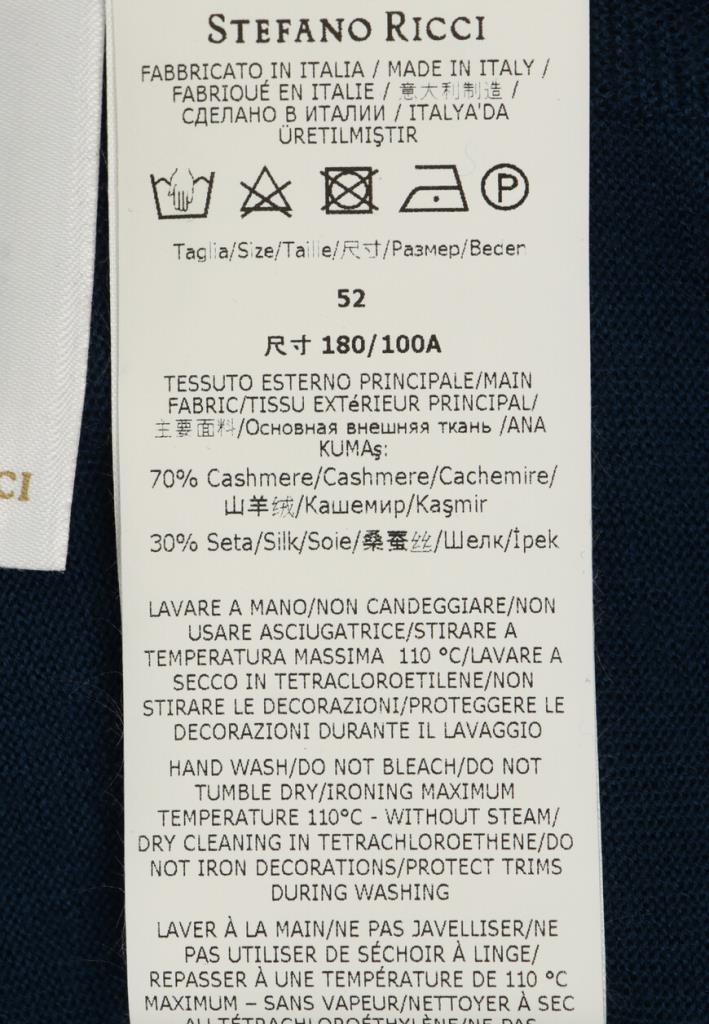 STEFANO RICCI
FABBRICATO IN ITALIA / MADE IN ITALY /
FABRIQUÉ EN ITALIE / 意大利制造 /
СДЕЛАНО В ИТАЛИИ / ITALYA'DA
ÜRETILMIŞTIR
P
Taglia/Size/Taille/尺寸/Размер/Beden
52
尺寸 180/100A
TESSUTO ESTERNO PRINCIPALE/MAIN
FABRIC/TISSU EXTéRIEUR PRINCIPAL/
主要面料/Основная внешняя ткань /ANA
KUMAş:
70% Cashmere/Cashmere/Cachemire/
山羊绒/Кашемир/Kaşmir
30% Seta/Silk/Soie/桑蚕丝/Шелк/İpek
CI
LAVARE A MANO/NON CANDEGGIARE/NON
USARE ASCIUGATRICE/STIRARE A
TEMPERATURA MASSIMA 110 °C/LAVARE A
SECCO IN TETRACLOROETILENE/NON
STIRARE LE DECORAZIONI/PROTEGGERE LE
DECORAZIONI DURANTE IL LAVAGGIO
HAND WASH/DO NOT BLEACH/DO NOT
TUMBLE DRY/IRONING MAXIMUM
TEMPERATURE 110°C - WITHOUT STEAM/
DRY CLEANING IN TETRACHLOROETHENE/DO
NOT IRON DECORATIONS/PROTECT TRIMS
DURING WASHING
LAVER À LA MAIN/NE PAS JAVELLISER/NE
PAS UTILISER DE SÉCHOIR À LINGE/
REPASSER À UNE TEMPÉRATURE DE 110 °C
MAXIMUM – SANS VAPEUR/NETTOYER À SEC
AU TÉTRACHLOROÉTHYLÈNE/NE PAS